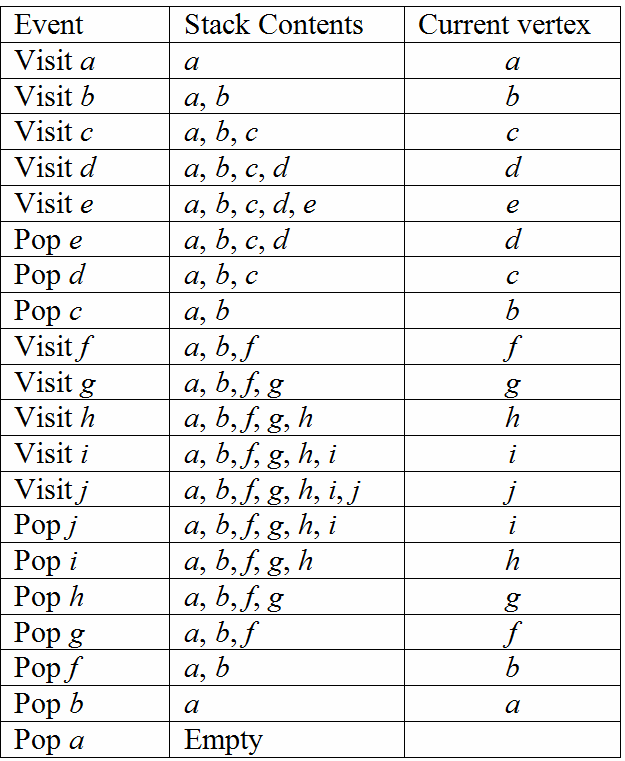 Event Stack Contents Current vertex
Visit a a a
Visit b a, b b
Visit c a, b, c c
Visit d a, b, c, d d
Visit e a, b, c, d, e e
Pop e a, b, c, d d
Pop d a, b, c c
Pop c a, b b
Visit f a, b, f f
Visit g a, b, f, g g
Visit h a, b, f, g, h h
Visit i a, b, f, g, h, i i
Visit j a, b, f, g, h, i, j j
Pop j a, b, f, g, h, i i
Pop i a, b, f, g, h h
Pop h a, b, f, g g
Pop g a, b, f f
Pop f a, b b
Pop b a a
Pop a Empty